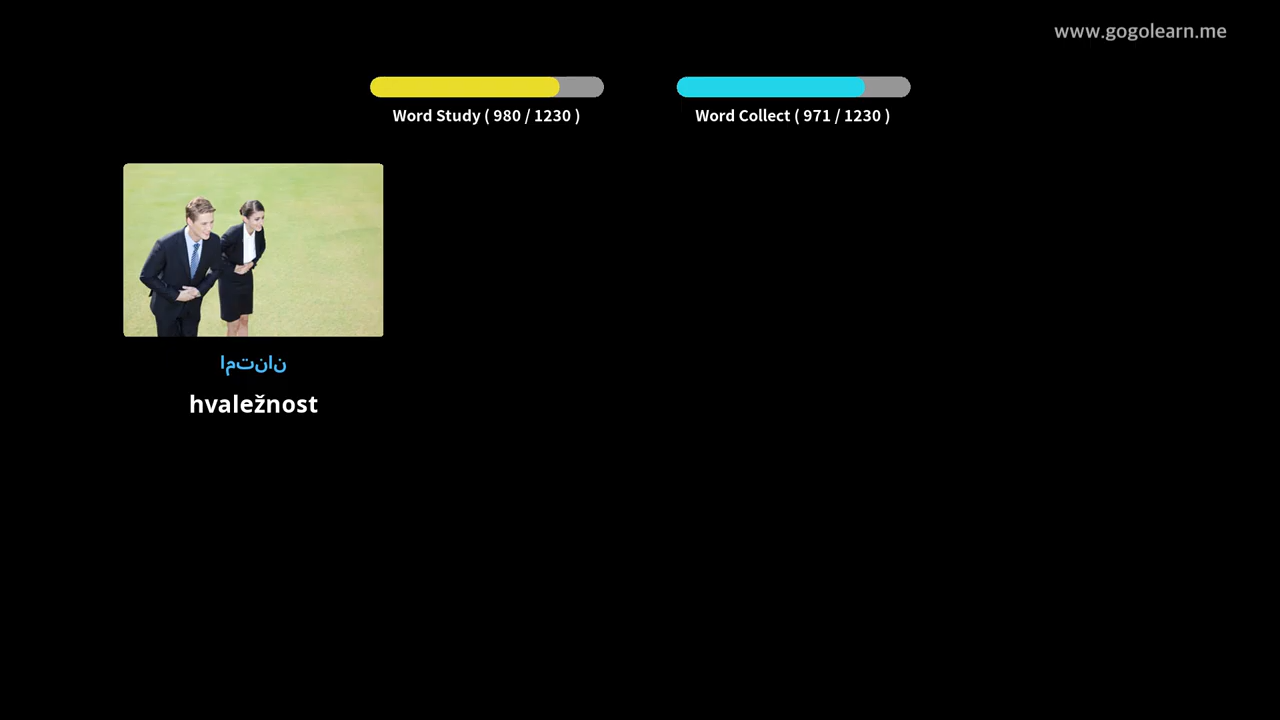 www.gogolearn.me
Word Study ( 980 / 1230 )
Word Collect ( 971 / 1230 )
امتنان
hvaležnost